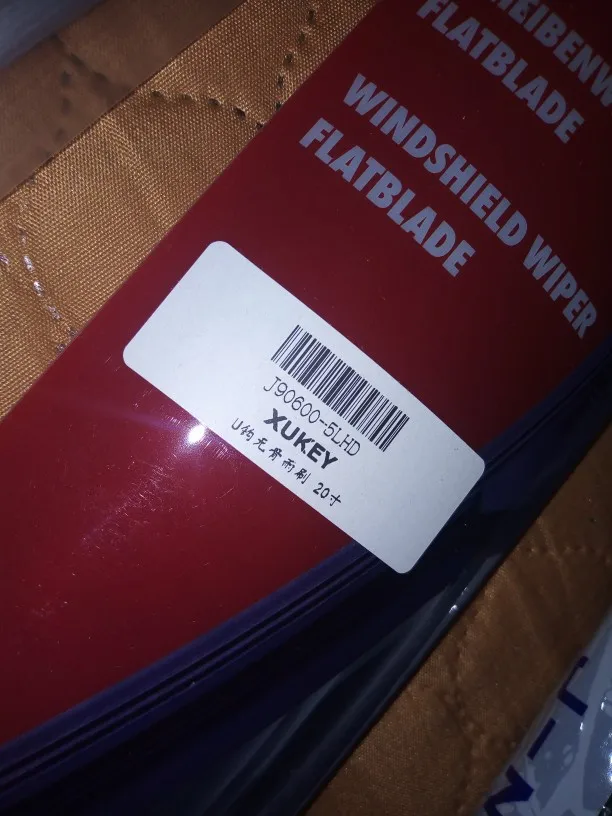 FLATBLADE
WINDSHIELD WIPER
FLATBLADE
J90600-5LHD
XUKEY
U钩无骨雨刷 20寸